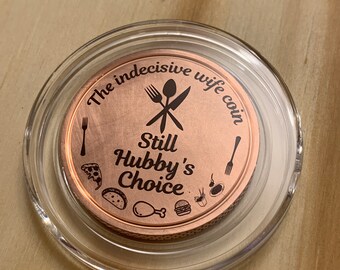 The indecisive wife coin
Still
Hubby's
Choice